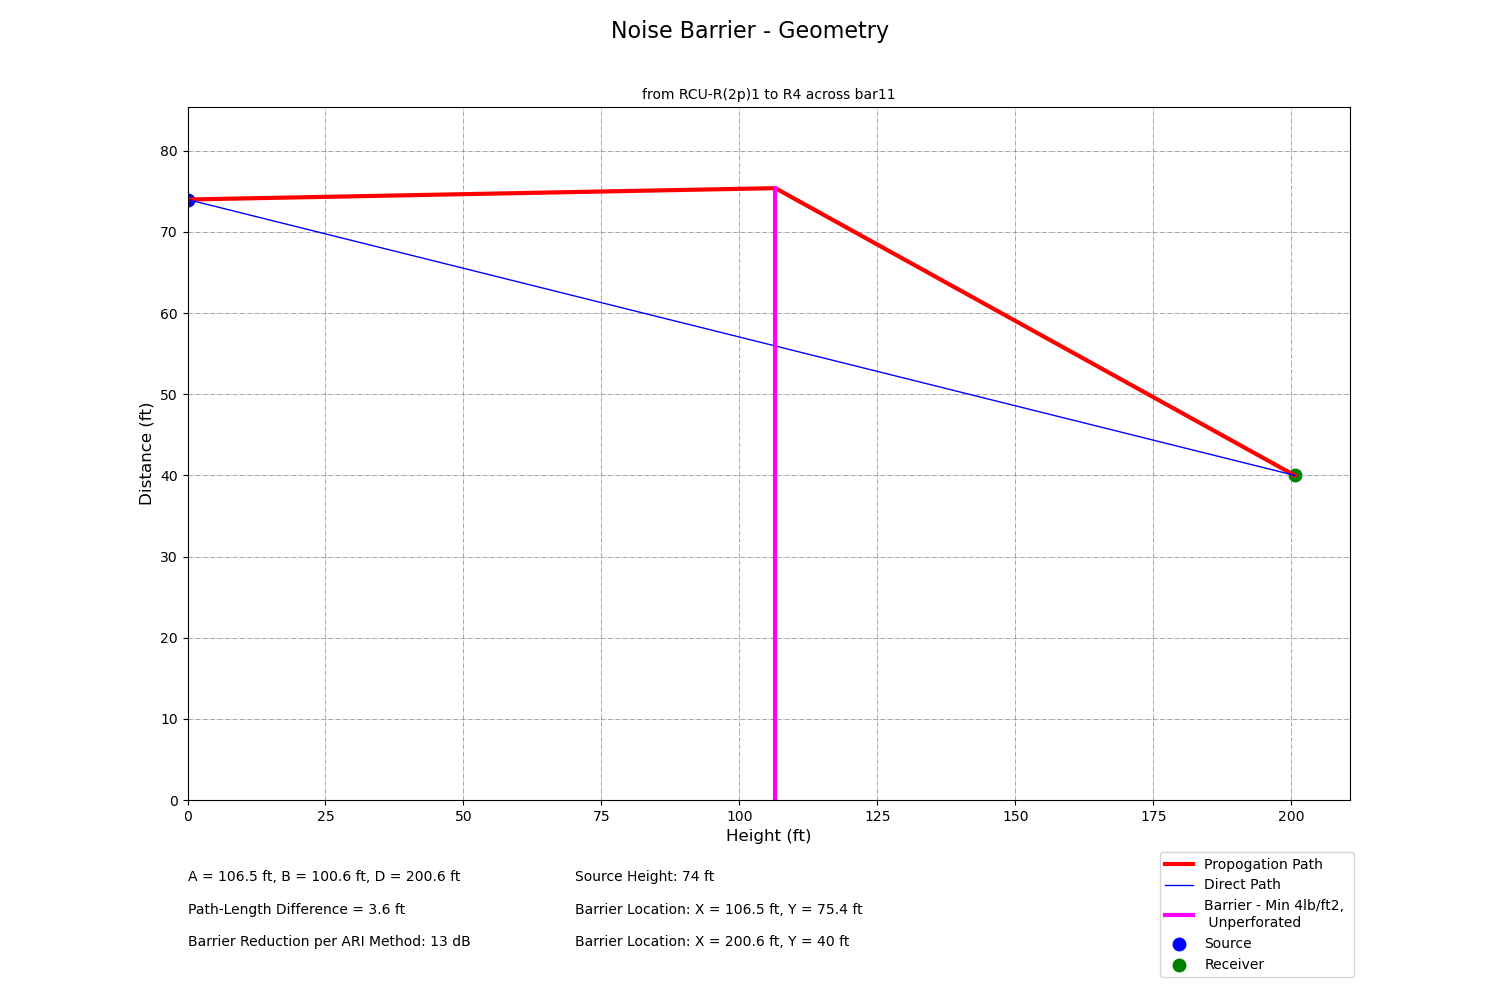 Noise Barrier - Geometry
from RCU-R(2p)1 to R4 across bar11
80
70
60
50
40
30
20
10
0
Distance (ft)
0 25 50 75 100 125 150 175 200
Height (ft)
A = 106.5 ft, B = 100.6 ft, D = 200.6 ft
Path-Length Difference = 3.6 ft
Barrier Reduction per ARI Method: 13 dB
Source Height: 74 ft
Barrier Location: X = 106.5 ft, Y = 75.4 ft
Barrier Location: X = 200.6 ft, Y = 40 ft
Propogation Path
Direct Path
Barrier - Min 4lb/ft2,
Unperforated
Source
Receiver